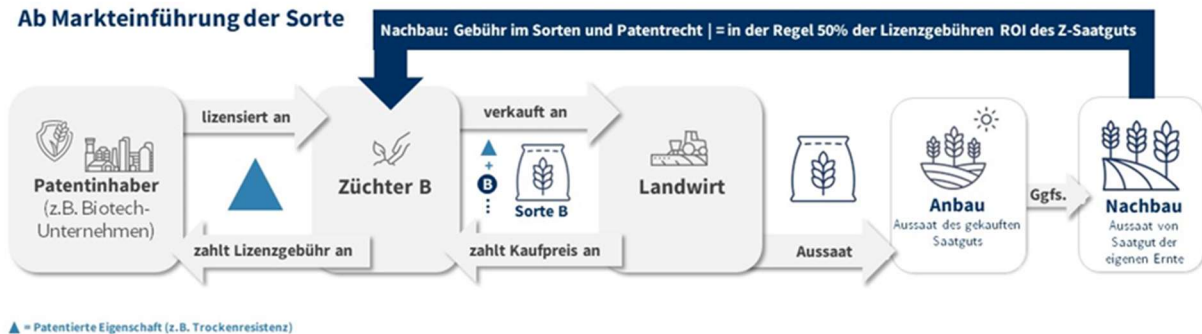 Ab Markteinführung der Sorte
Nachbau: Gebühr im Sorten und Patentrecht | = in der Regel 50% der Lizenzgebühren ROI des Z-Saatguts
Patentinhaber
(z.B. Biotech-
Unternehmen)
lizensiert an
zahlt Lizenzgebühr an
Züchter B
verkauft an
+
B
Sorte B
zahlt Kaufpreis an
Landwirt
Aussaat
Anbau
Aussaat des gekauften
Saatguts
Ggfs.
Nachbau
Aussaat von
Saatgut der
eigenen Ernte
= Patentierte Eigenschaft (z.B. Trockenresistenz)